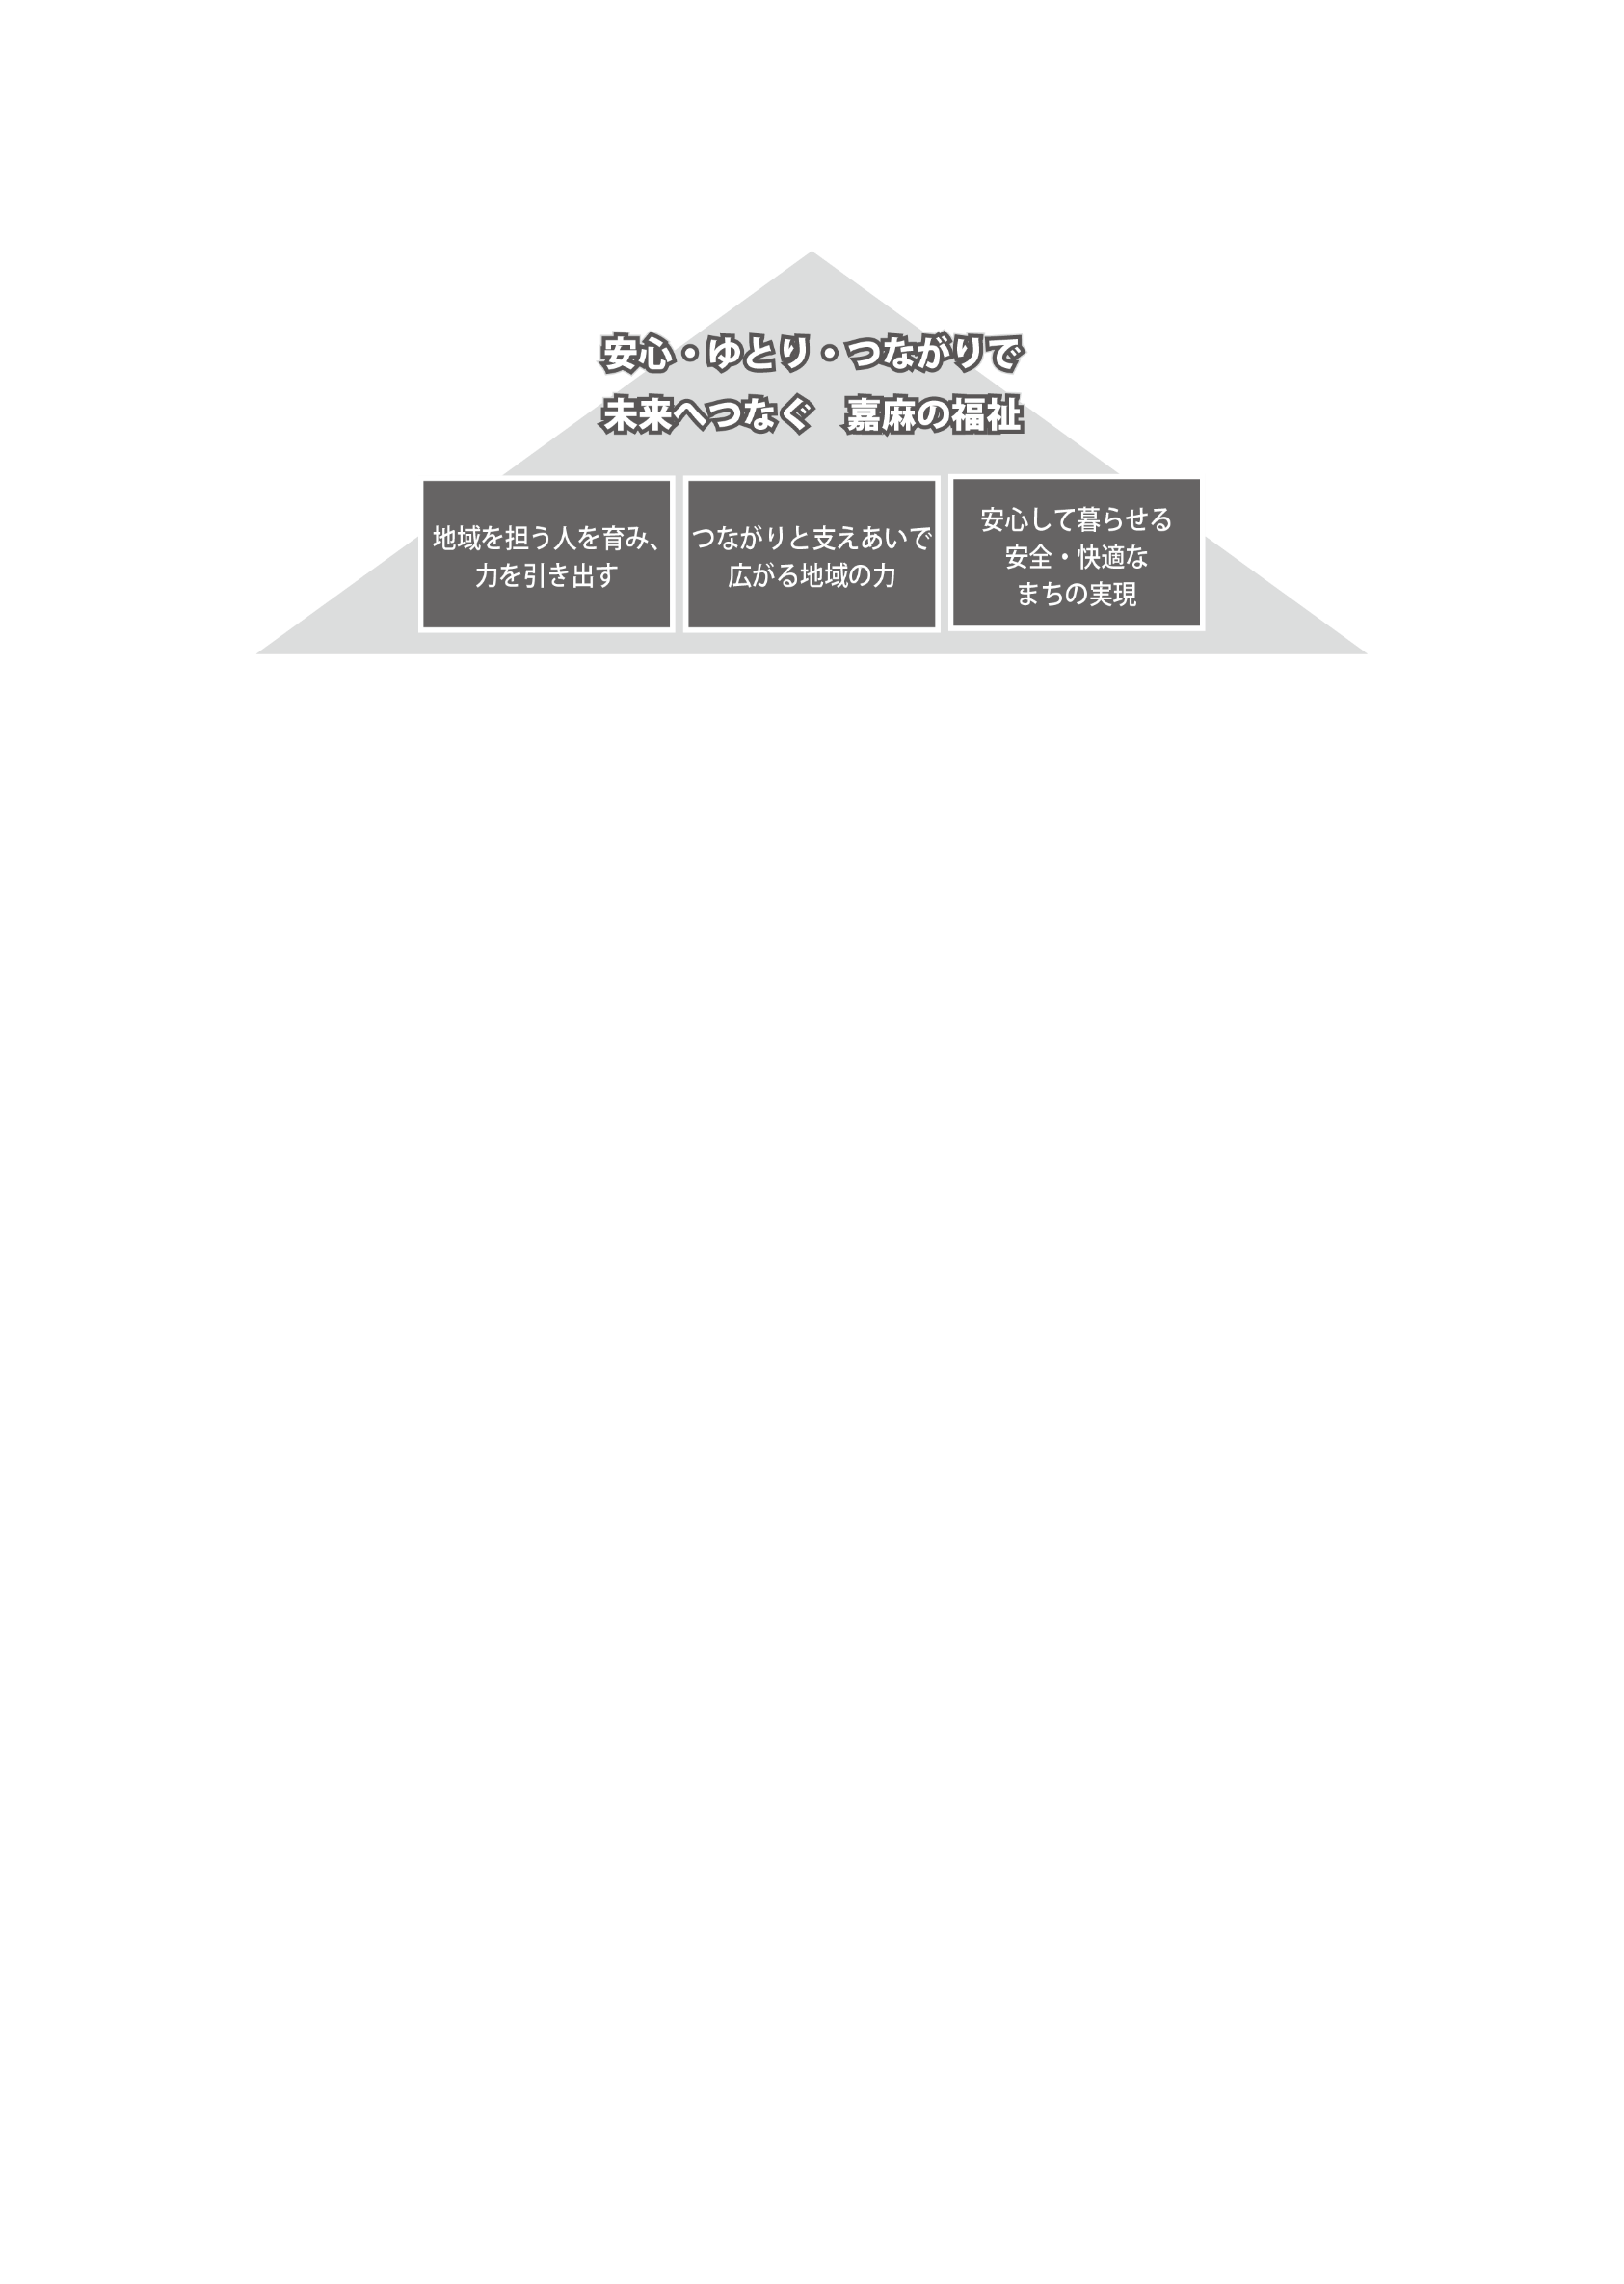 安心・ゆとり・つながりで
未来へつなぐ　嘉麻の福祉
地域を担う人を育み、
力を引き出す
つながりと支えあいで
広がる地域の力
安心して暮らせる
安全・快適な
まちの実現